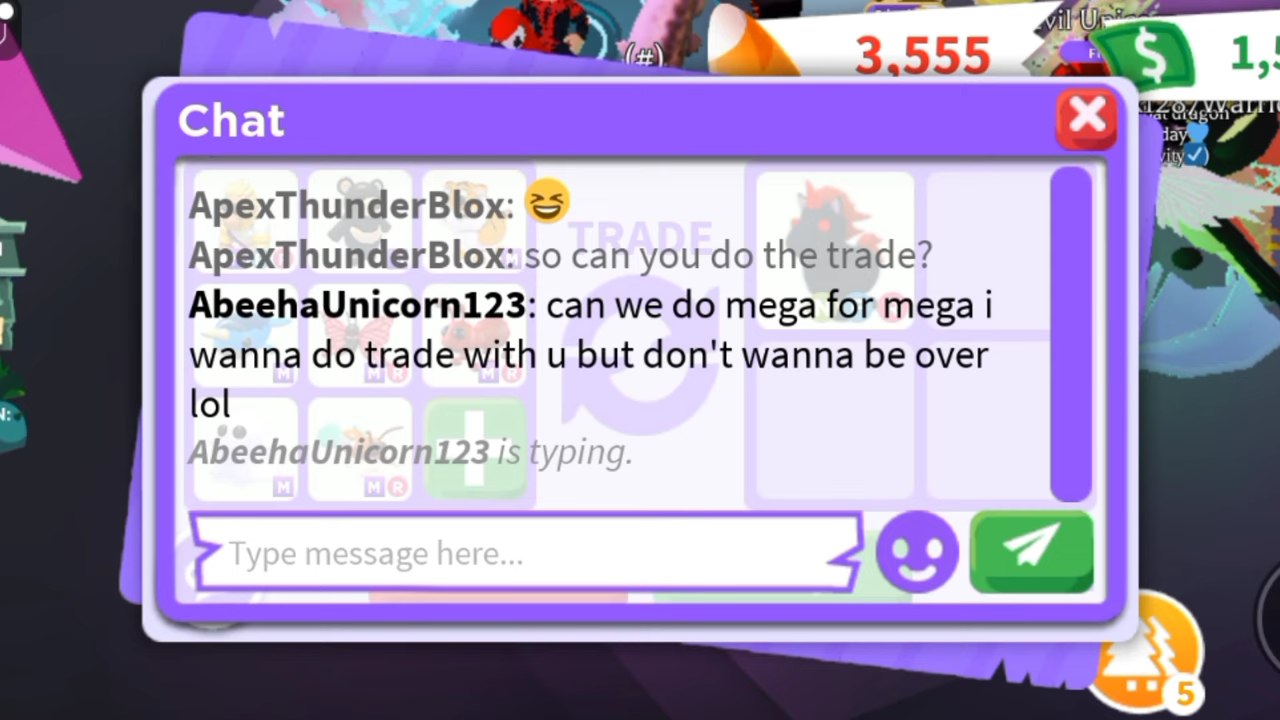 (#)
3,555
Chat
ApexThunderBlox: 😆
TRADE
ApexThunderBlox: so can you do the trade?
AbeehaUnicorn123: can we do mega for mega i
wanna do trade with u but don't wanna be over
lol
AbeehaUnicorn123 is typing.
M
M R
M R
M
M R
Type message here...
5